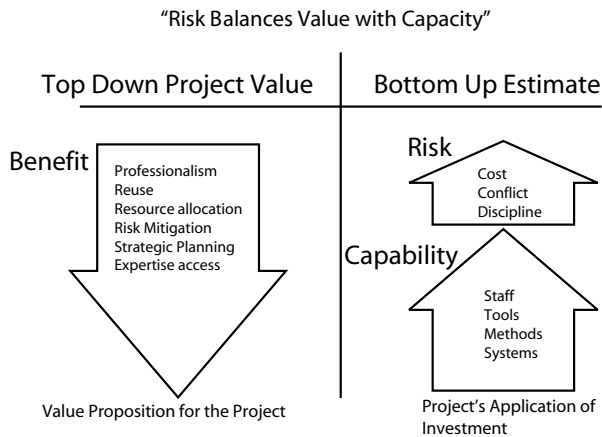 “Risk Balances Value with Capacity”
Top Down Project Value
Benefit
Professionalism
Reuse
Resource allocation
Risk Mitigation
Strategic Planning
Expertise access
Value Proposition for the Project
Bottom Up Estimate
Risk
Cost
Conflict
Discipline
Capability
Staff
Tools
Methods
Systems
Project’s Application of
Investment